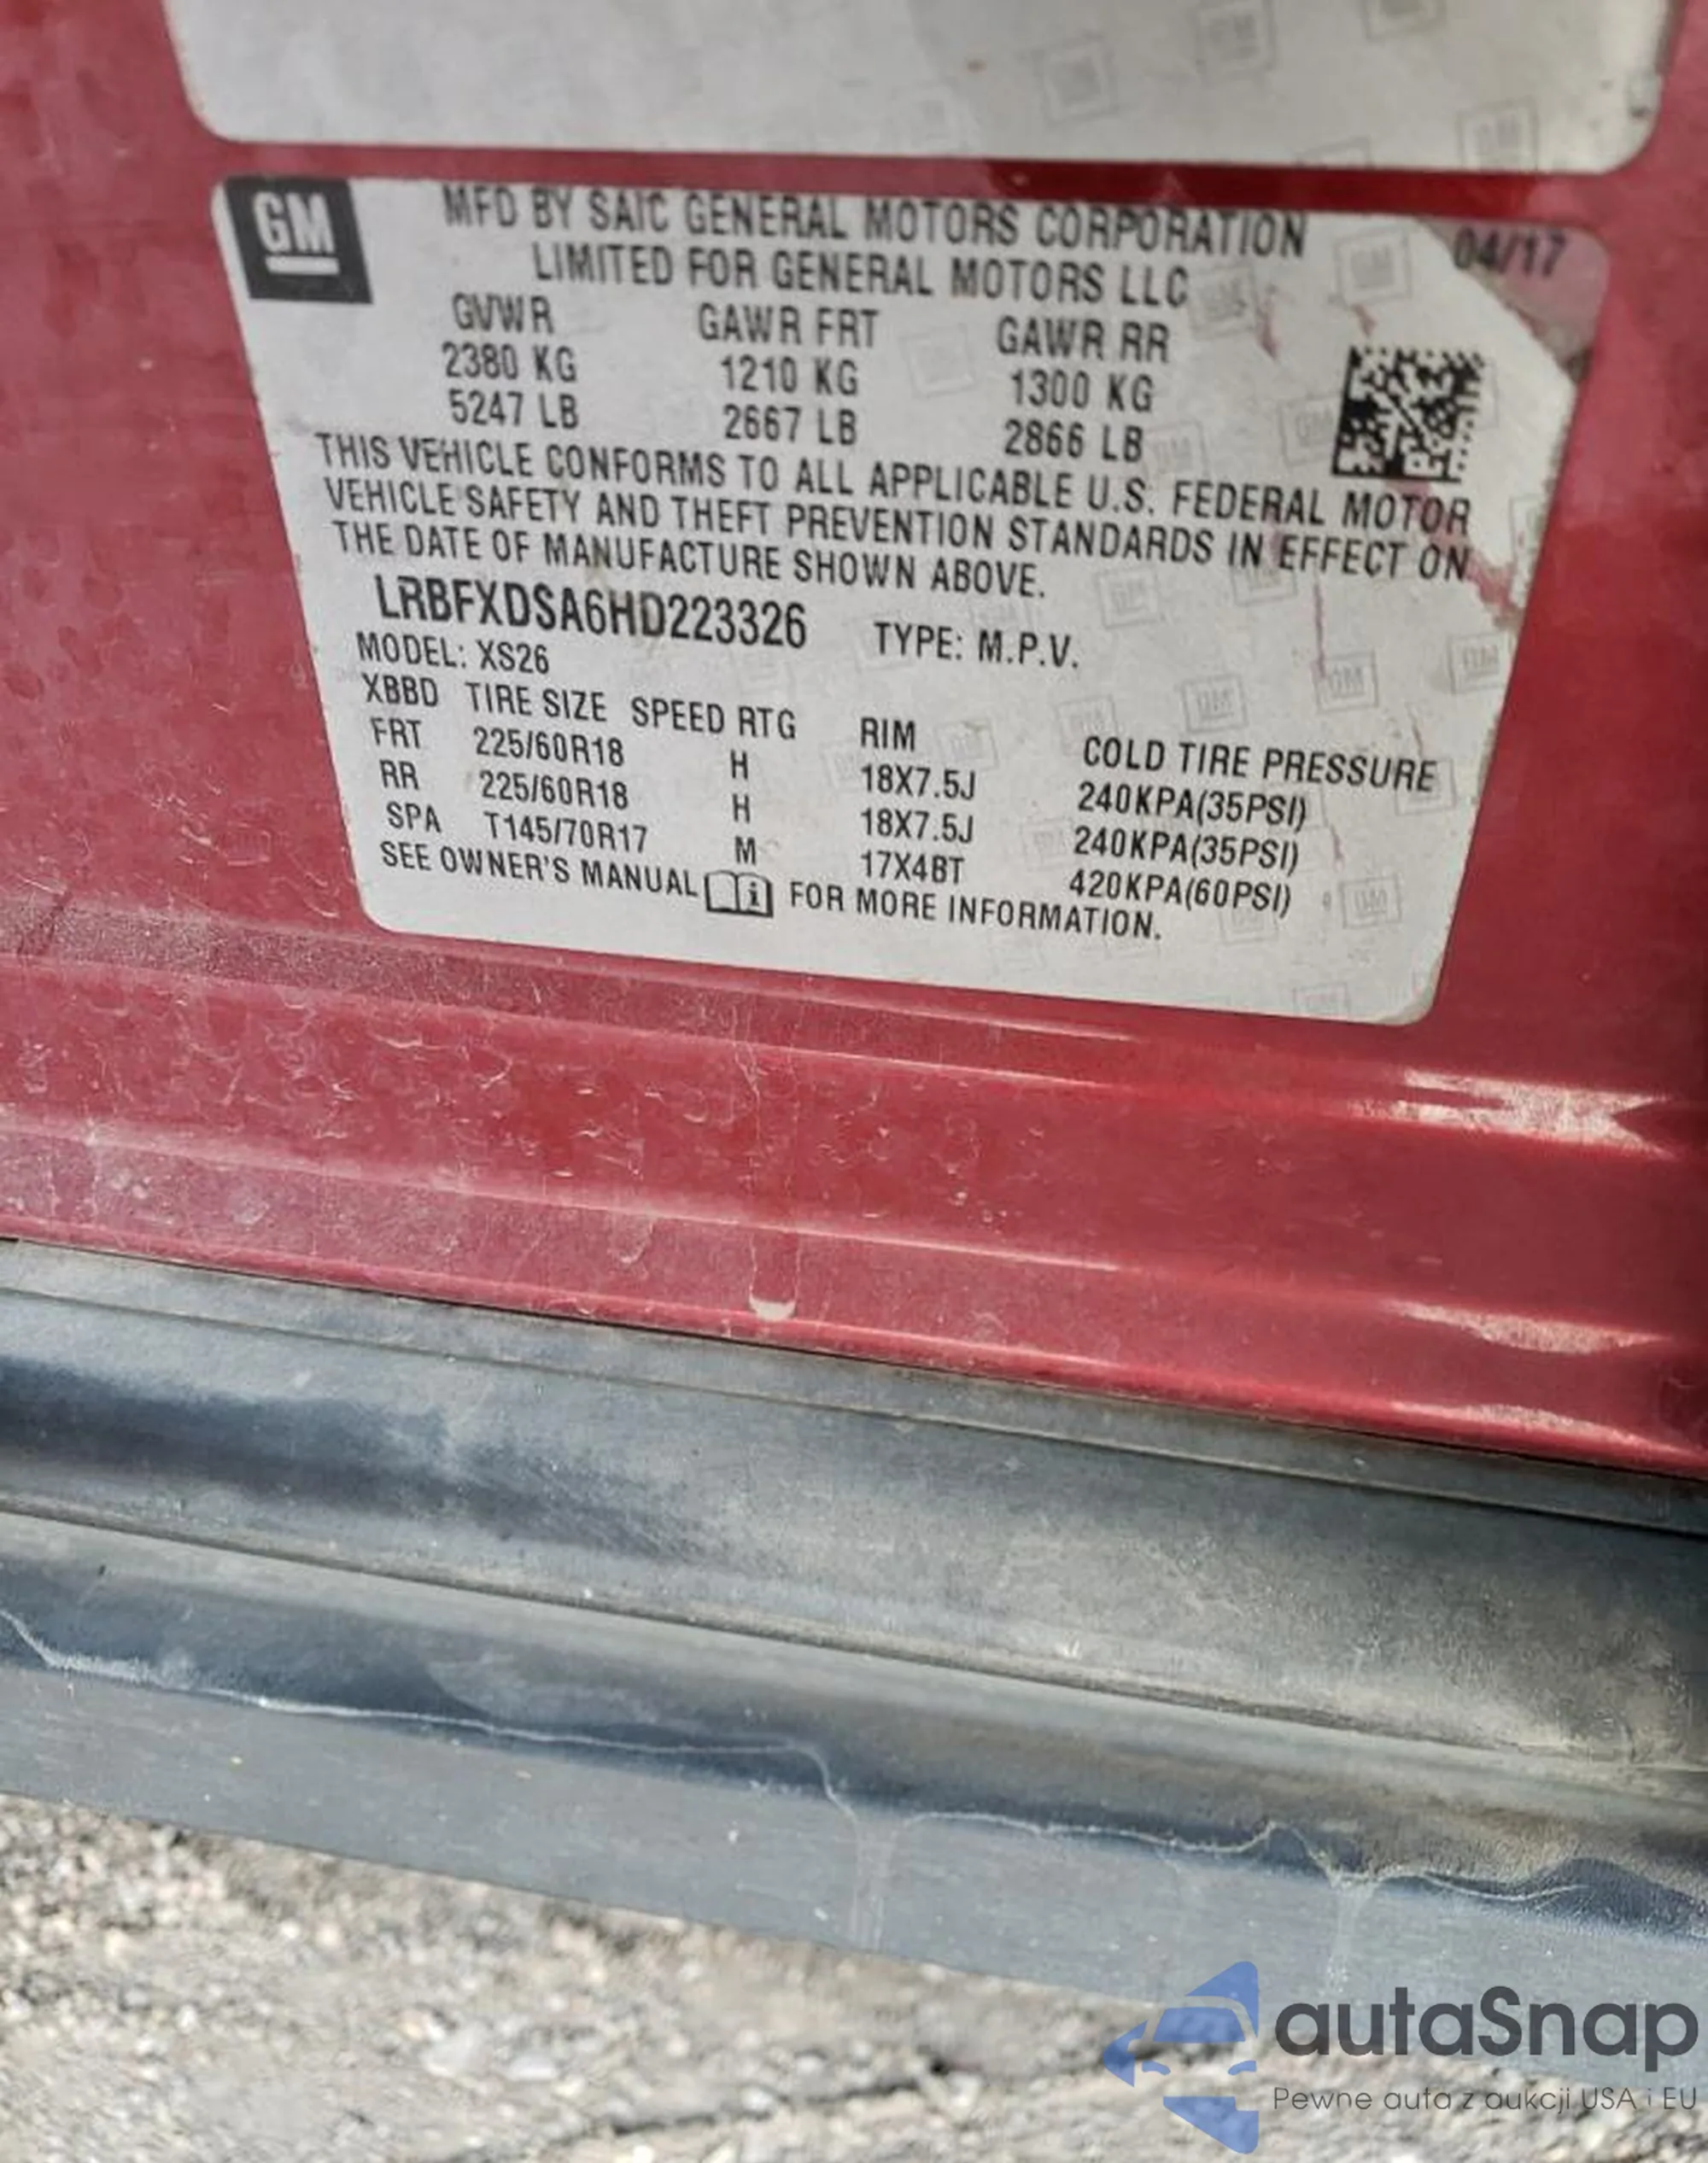 GM
MFD BY SAIC GENERAL MOTORS CORPORATION 04/17
LIMITED FOR GENERAL MOTORS LLC
GVWR GAWR FRT GAWR RR
2380 KG 1210 KG 1300 KG
5247 LB 2667 LB 2866 LB
THIS VEHICLE CONFORMS TO ALL APPLICABLE U.S. FEDERAL MOTOR
VEHICLE SAFETY AND THEFT PREVENTION STANDARDS IN EFFECT ON
THE DATE OF MANUFACTURE SHOWN ABOVE.
LRBFXDSA6HD223326 TYPE: M.P.V.
MODEL: XS26
XBBD TIRE SIZE SPEED RTG RIM COLD TIRE PRESSURE
FRT 225/60R18 H 18X7.5J 240KPA(35PSI)
RR 225/60R18 H 18X7.5J 240KPA(35PSI)
SPA T145/70R17 M 17X4BT 420KPA(60PSI)
SEE OWNER'S MANUAL FOR MORE INFORMATION.
autaSnap
Pewne auta z aukcji USA i EU